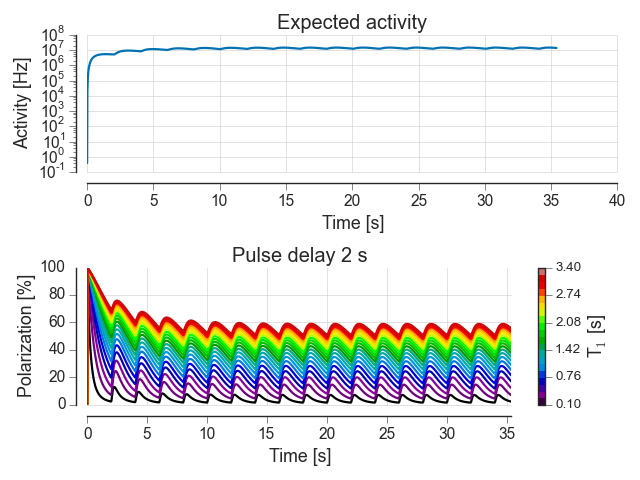 Expected activity
Activity [Hz]
10^8
10^7
10^6
10^5
10^4
10^3
10^2
10^1
10^0
10^-1
0 5 10 15 20 25 30 35 40
Time [s]
Pulse delay 2 s
Polarization [%]
100
80
60
40
20
0
0 5 10 15 20 25 30 35
Time [s]
3.40
2.74
2.08
1.42
0.76
0.10
T₁ [s]